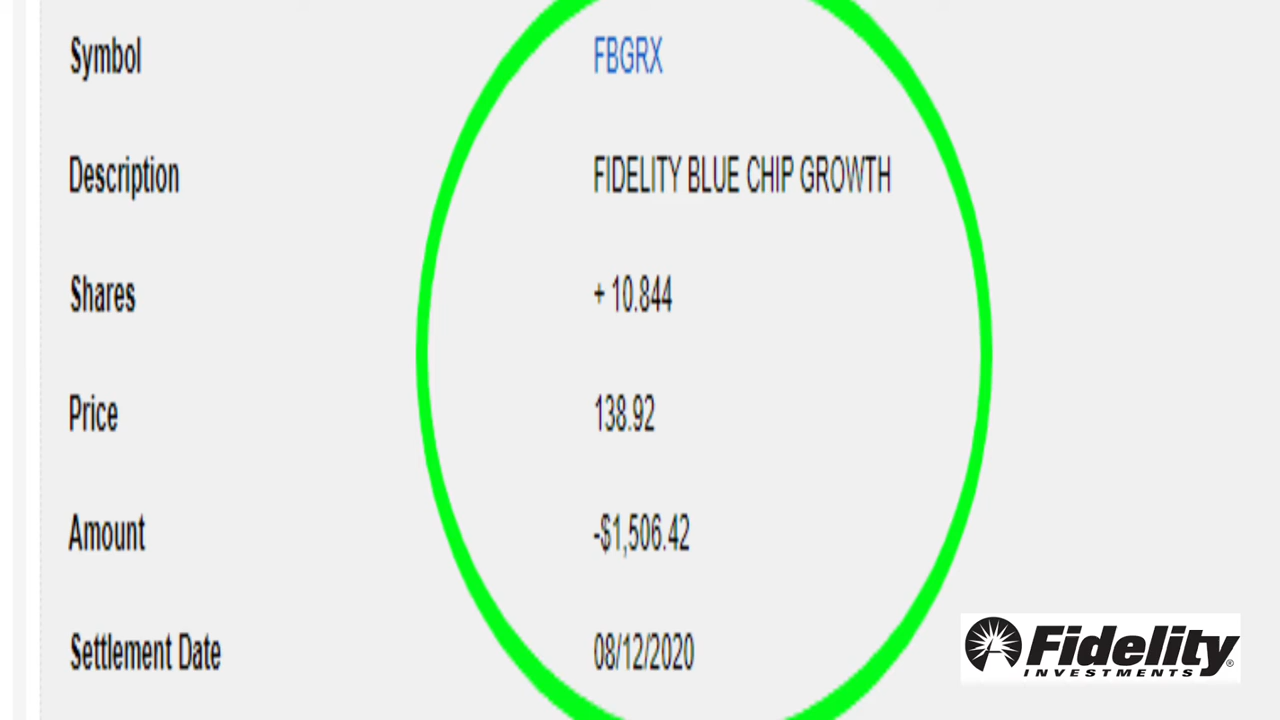 Symbol FBGRX
Description FIDELITY BLUE CHIP GROWTH
Shares + 10.844
Price 138.92
Amount -$1,506.42
Settlement Date 08/12/2020
Fidelity
INVESTMENTS®